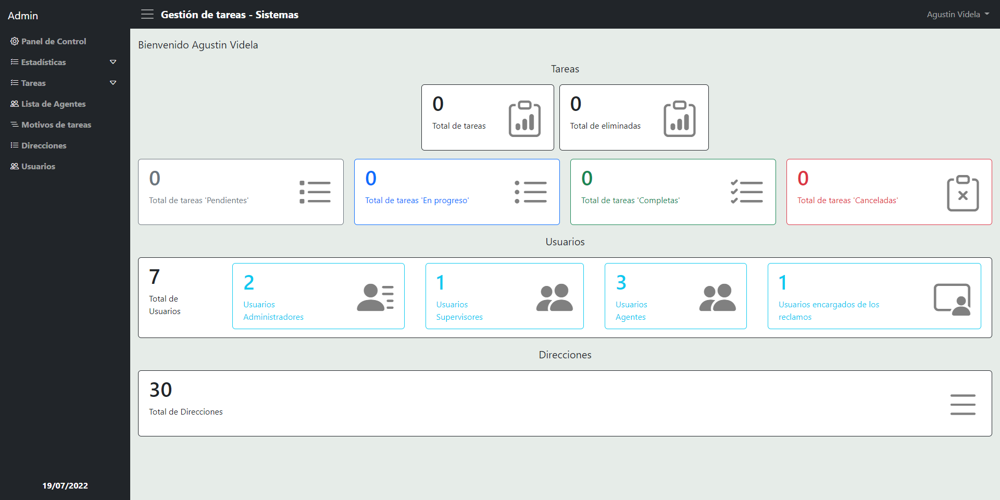 Admin
Panel de Control
Estadísticas
Tareas
Lista de Agentes
Motivos de tareas
Direcciones
Usuarios
19/07/2022
Gestión de tareas - Sistemas
Agustin Videla
Bienvenido Agustin Videla
Tareas
0
Total de tareas
0
Total de eliminadas
0
Total de tareas 'Pendientes'
0
Total de tareas 'En progreso'
0
Total de tareas 'Completas'
0
Total de tareas 'Canceladas'
Usuarios
7
Total de
Usuarios
2
Usuarios
Administradores
1
Usuarios
Supervisores
3
Usuarios
Agentes
1
Usuarios encargados de los
reclamos
Direcciones
30
Total de Direcciones